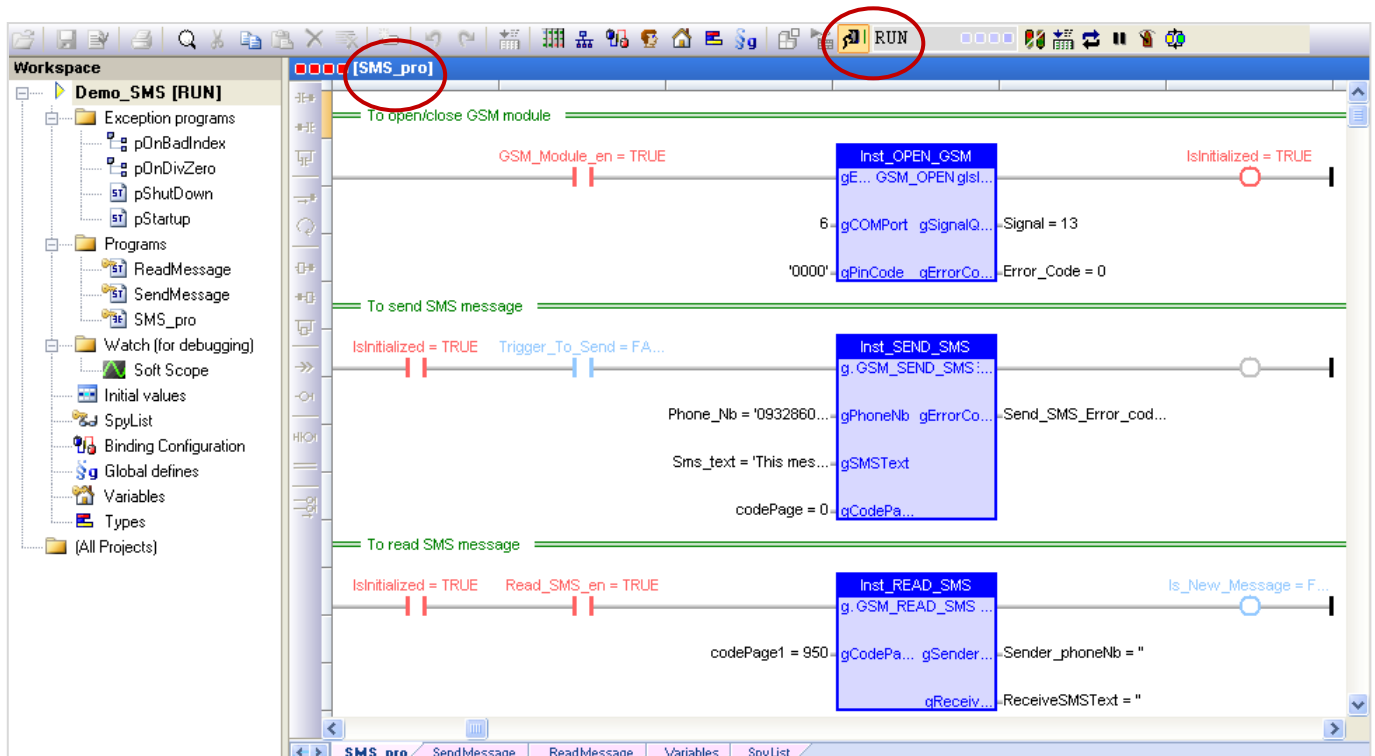 RUN
Workspace
[SMS_pro]
Demo_SMS [RUN]
Exception programs
pOnBadIndex
pOnDivZero
pShutDown
pStartup
Programs
ReadMessage
SendMessage
SMS_pro
Watch (for debugging)
Soft Scope
Initial values
SpyList
Binding Configuration
Global defines
Variables
Types
(All Projects)
To open/close GSM module
GSM_Module_en = TRUE
Inst_OPEN_GSM
IsInitialized = TRUE
gE... GSM_OPEN gIsI...
6 gCOMPort gSignalQ... Signal = 13
'0000' gPinCode gErrorCo... Error_Code = 0
To send SMS message
IsInitialized = TRUE Trigger_To_Send = FA...
Inst_SEND_SMS
g. GSM_SEND_SMS :...
Phone_Nb = '0932860... gPhoneNb gErrorCo... Send_SMS_Error_cod...
Sms_text = 'This mes... gSMSText
codePage = 0 gCodePa...
To read SMS message
IsInitialized = TRUE Read_SMS_en = TRUE
Inst_READ_SMS
Is_New_Message = F...
g. GSM_READ_SMS ...
codePage1 = 950 gCodePa... gSender... Sender_phoneNb = ''
gReceiv... ReceiveSMSText = ''
SMS_pro SendMessage ReadMessage Variables SpyList